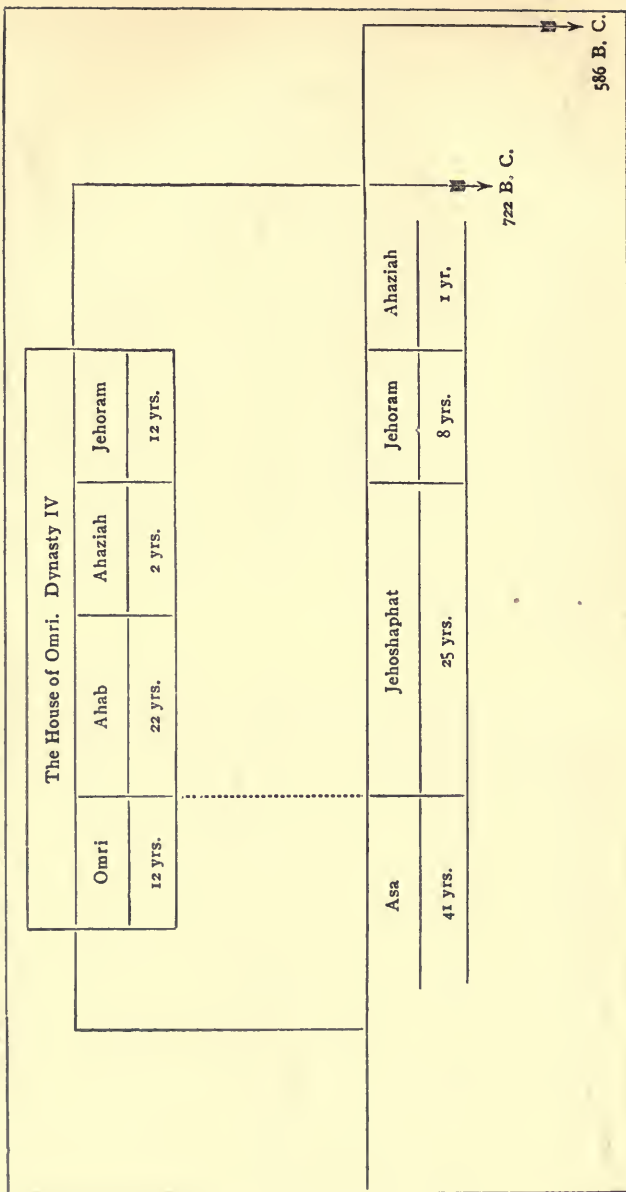 The House of Omri. Dynasty IV
Omri
Ahab
Ahaziah
Jehoram
12 yrs.
22 yrs.
2 yrs.
12 yrs.
Asa
Jehoshaphat
Jehoram
Ahaziah
41 yrs.
25 yrs.
8 yrs.
1 yr.
722 B. C.
586 B. C.